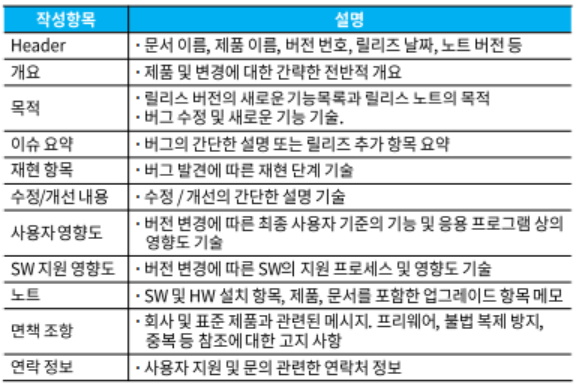 작성항목 설명
Header · 문서 이름, 제품 이름, 버전 번호, 릴리즈 날짜, 노트 버전 등
개요 · 제품 및 변경에 대한 간략한 전반적 개요
목적 · 릴리스 버전의 새로운 기능목록과 릴리스 노트의 목적
· 버그 수정 및 새로운 기능 기술.
이슈 요약 · 버그의 간단한 설명 또는 릴리즈 추가 항목 요약
재현 항목 · 버그 발견에 따른 재현 단계 기술
수정/개선 내용 · 수정 / 개선의 간단한 설명 기술
사용자 영향도 · 버전 변경에 따른 최종 사용자 기준의 기능 및 응용 프로그램 상의
영향도 기술
SW 지원 영향도 · 버전 변경에 따른 SW의 지원 프로세스 및 영향도 기술
노트 · SW 및 HW 설치 항목, 제품, 문서를 포함한 업그레이드 항목 메모
면책 조항 · 회사 및 표준 제품과 관련된 메시지. 프리웨어, 불법 복제 방지,
중복 등 참조에 대한 고지 사항
연락 정보 · 사용자 지원 및 문의 관련한 연락처 정보